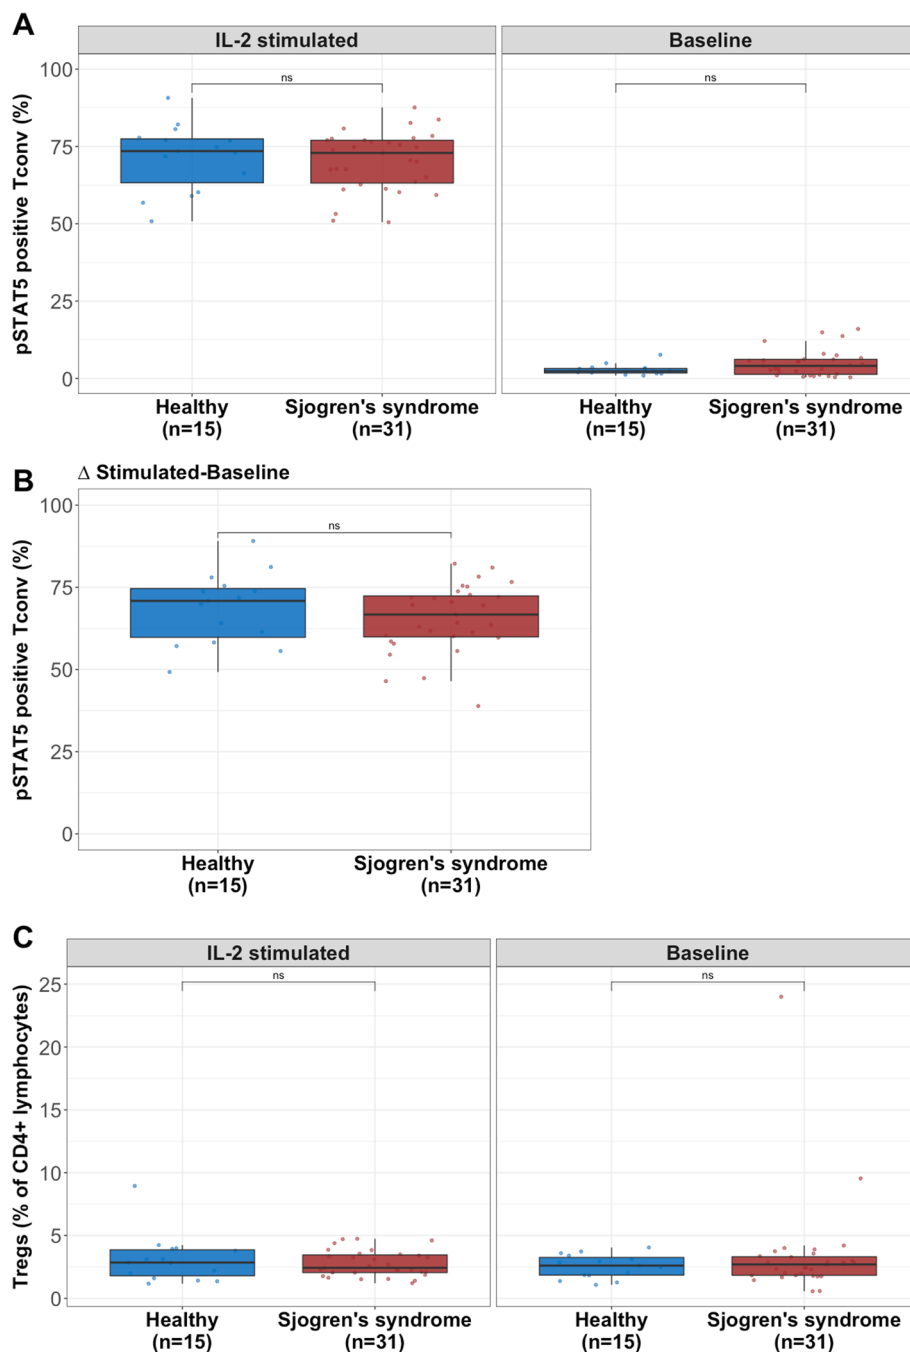 A
IL-2 stimulated
Baseline
pSTAT5 positive Tconv (%)
100
75
50
25
0
ns
ns
Healthy
(n=15)
Sjogren's syndrome
(n=31)
Healthy
(n=15)
Sjogren's syndrome
(n=31)
B
Δ Stimulated-Baseline
pSTAT5 positive Tconv (%)
100
75
50
25
0
ns
Healthy
(n=15)
Sjogren's syndrome
(n=31)
C
IL-2 stimulated
Baseline
Tregs (% of CD4+ lymphocytes)
25
20
15
10
5
0
ns
ns
Healthy
(n=15)
Sjogren's syndrome
(n=31)
Healthy
(n=15)
Sjogren's syndrome
(n=31)